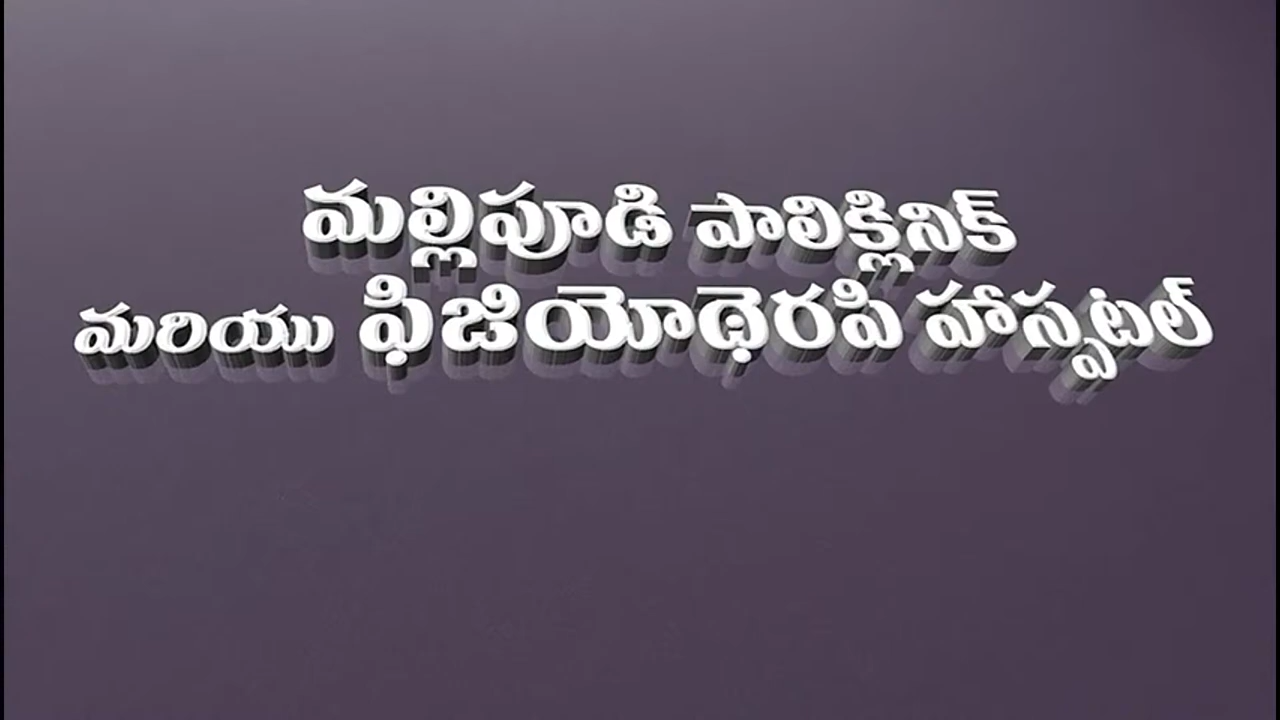 మల్లిపూడి పాలిక్లినిక్
మరియు ఫిజియోథెరపి హాస్పటల్